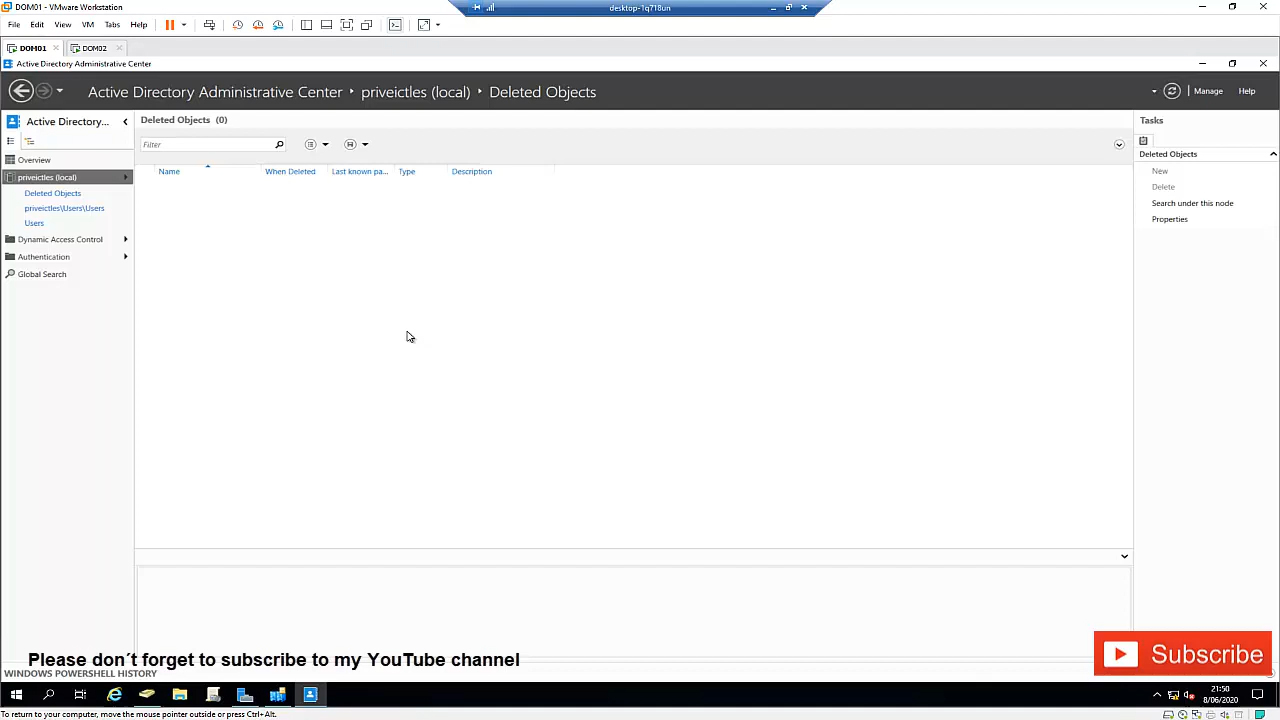 DOM01 - VMware Workstation
desktop-1q718un
File Edit View VM Tabs Help
DOM01 DOM02
Active Directory Administrative Center
Active Directory Administrative Center • priveictles (local) • Deleted Objects
Manage Help
Active Directory...
Overview
priveictles (local)
Deleted Objects
priveictles\Users\Users
Users
Dynamic Access Control
Authentication
Global Search
Deleted Objects (0)
Filter
Name When Deleted Last known pa... Type Description
Tasks
Deleted Objects
New
Delete
Search under this node
Properties
Please don´t forget to subscribe to my YouTube channel
Subscribe
WINDOWS POWERSHELL HISTORY
21:50
8/06/2020
To return to your computer, move the mouse pointer outside or press Ctrl+Alt.